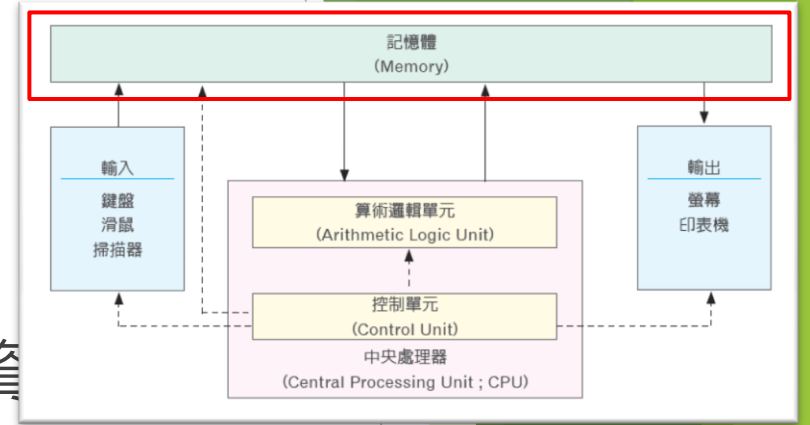 記憶體
(Memory)
輸入
鍵盤
滑鼠
掃描器
算術邏輯單元
(Arithmetic Logic Unit)
控制單元
(Control Unit)
中央處理器
(Central Processing Unit ; CPU)
輸出
螢幕
印表機